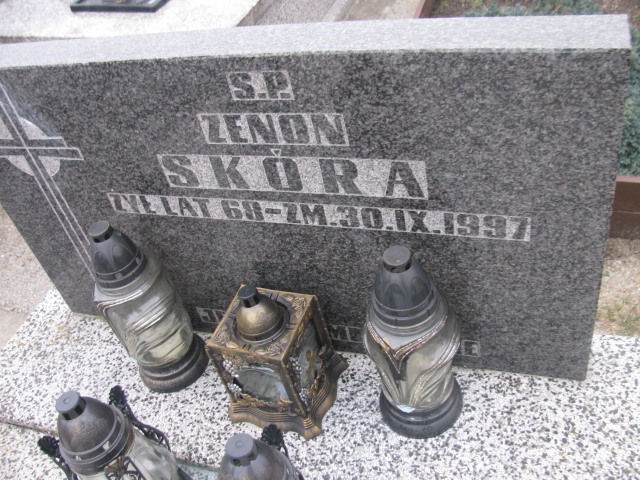 Ś.P.
ZENON
SKÓRA
ŻYŁ LAT 68-ZM.30.IX.1997